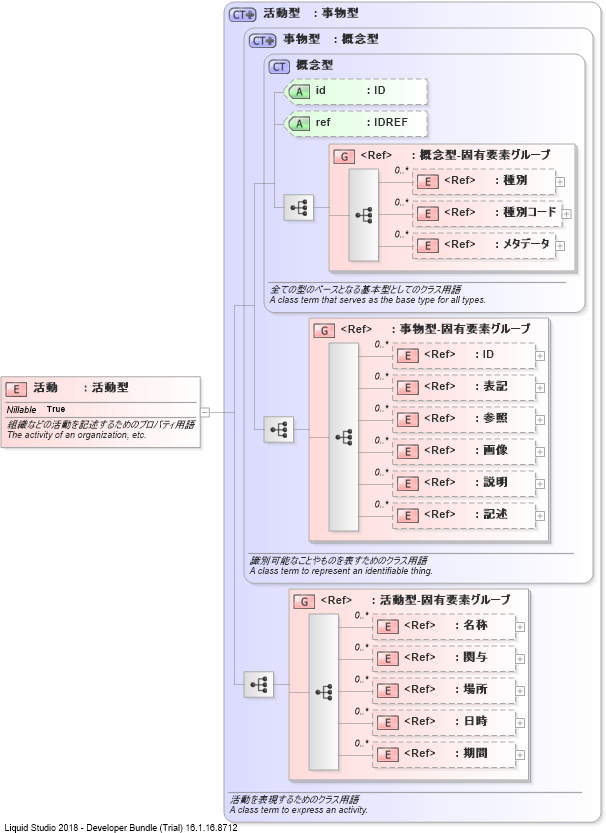 CT 活動型 : 事物型
CT 事物型 : 概念型
CT 概念型
A id : ID
A ref : IDREF
G <Ref> : 概念型-固有要素グループ
0..*
E <Ref> : 種別
0..*
E <Ref> : 種別コード
0..*
E <Ref> : メタデータ
全ての型のベースとなる基本型としてのクラス用語
A class term that serves as the base type for all types.
G <Ref> : 事物型-固有要素グループ
0..*
E <Ref> : ID
0..*
E <Ref> : 表記
0..*
E <Ref> : 参照
0..*
E <Ref> : 画像
0..*
E <Ref> : 説明
0..*
E <Ref> : 記述
識別可能なことやものを表すためのクラス用語
A class term to represent an identifiable thing.
E 活動 : 活動型
Nillable True
組織などの活動を記述するためのプロパティ用語
The activity of an organization, etc.
G <Ref> : 活動型-固有要素グループ
0..*
E <Ref> : 名称
0..*
E <Ref> : 関与
0..*
E <Ref> : 場所
0..*
E <Ref> : 日時
0..*
E <Ref> : 期間
活動を表現するためのクラス用語
A class term to express an activity.
Liquid Studio 2018 - Developer Bundle (Trial) 16.1.16.8712